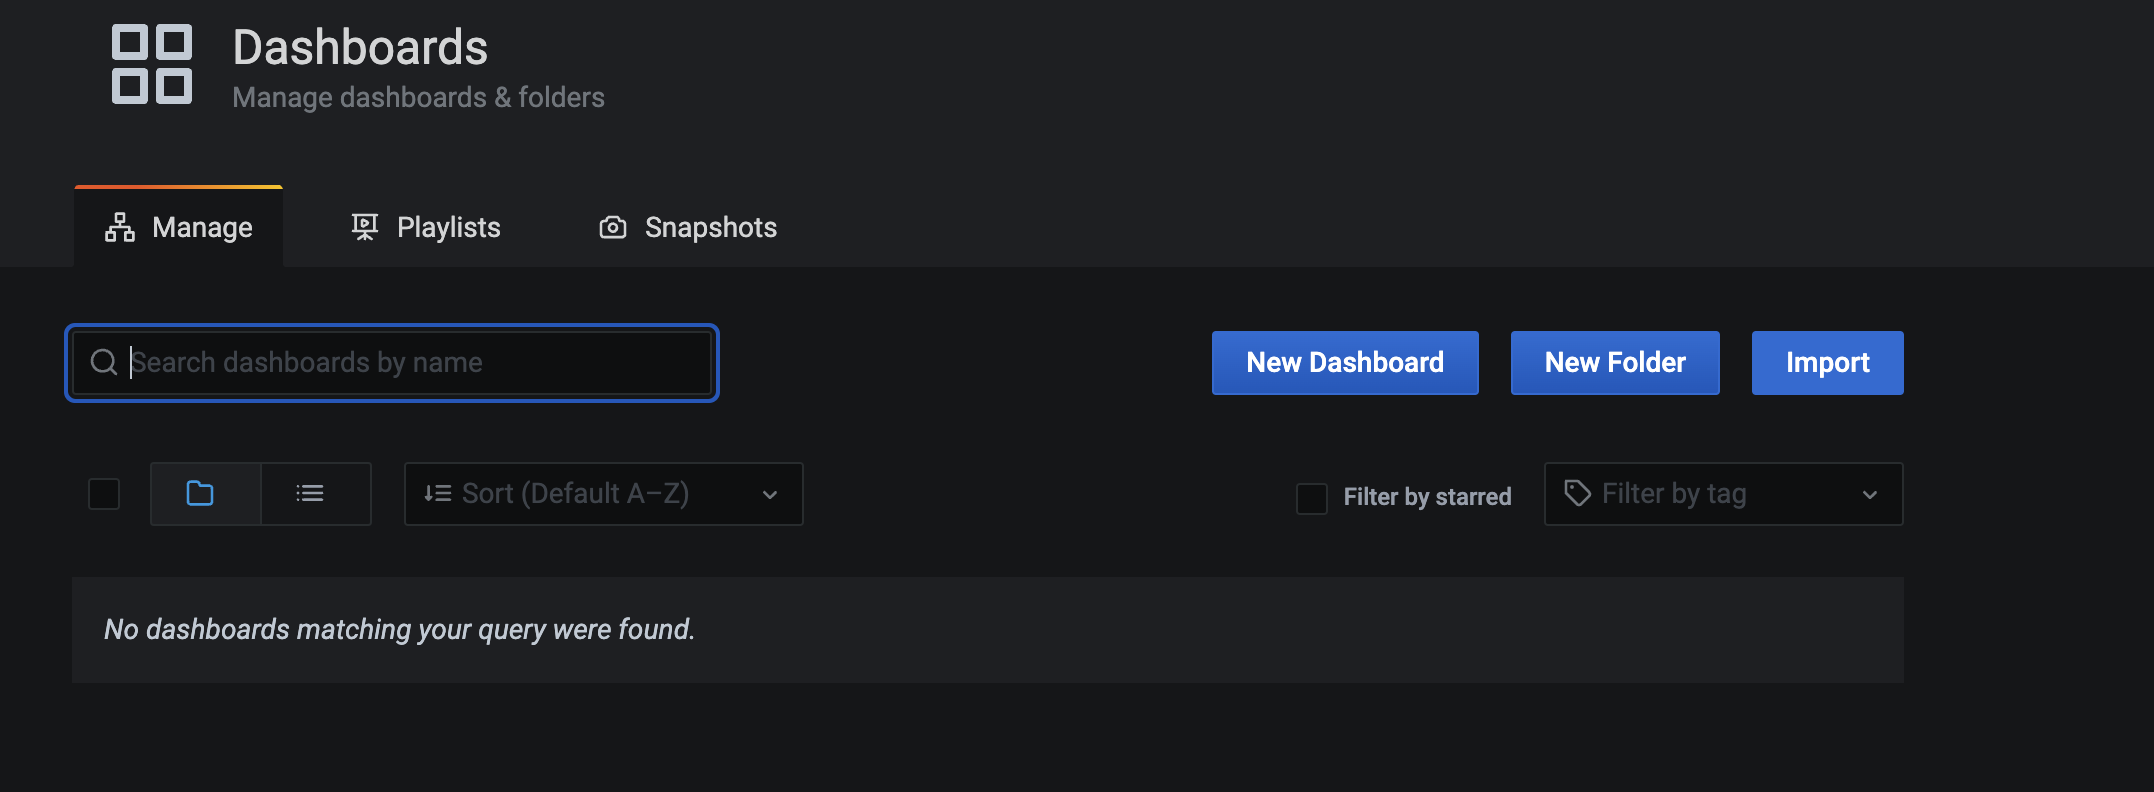 Dashboards
Manage dashboards & folders
Manage
Playlists
Snapshots
Search dashboards by name
New Dashboard
New Folder
Import
Sort (Default A–Z)
Filter by starred
Filter by tag
No dashboards matching your query were found.